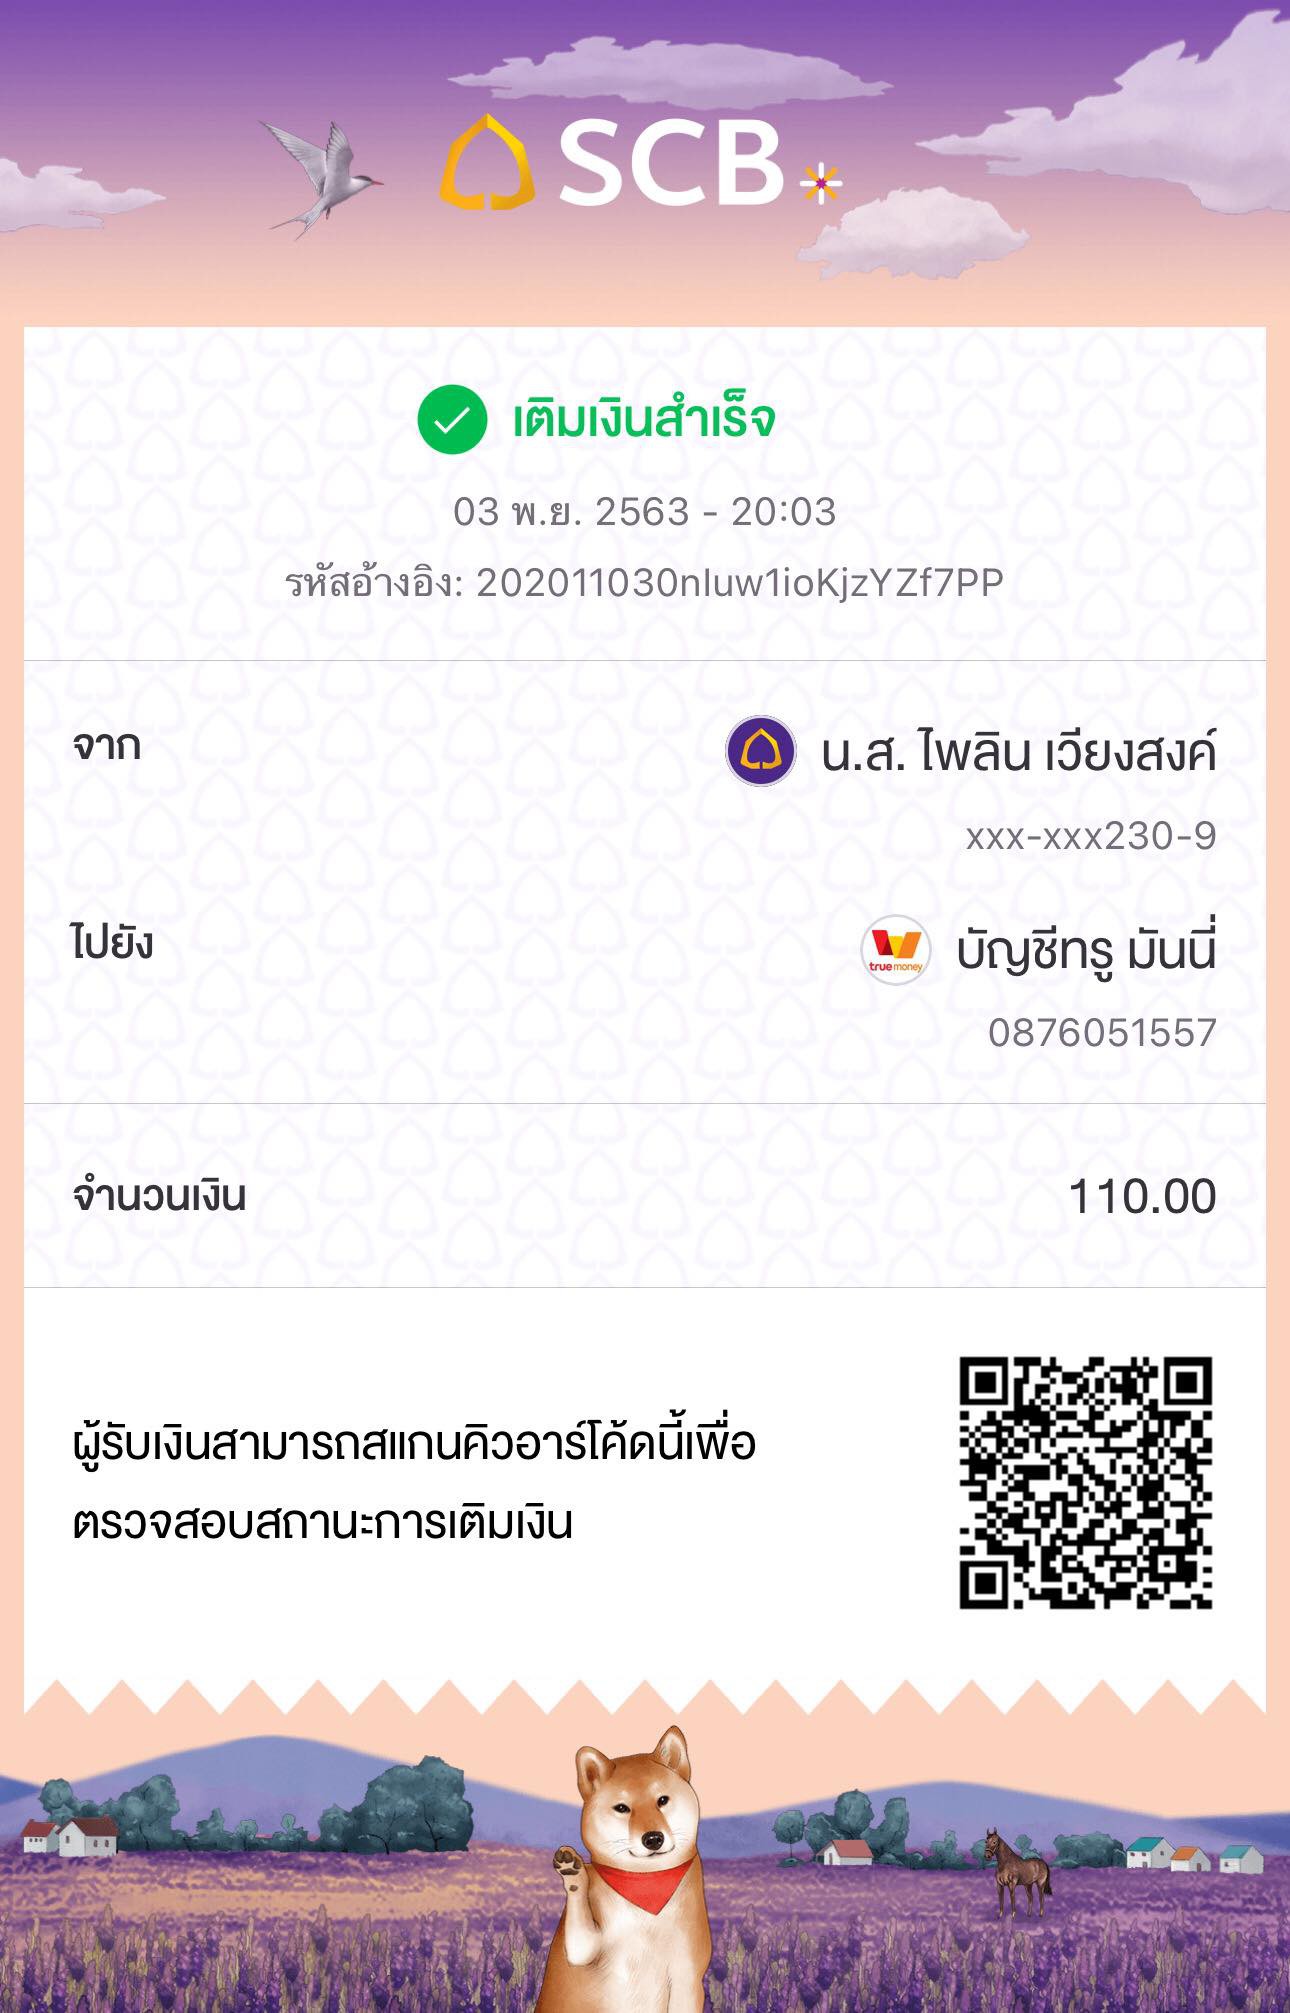 SCB
เติมเงินสำเร็จ
03 พ.ย. 2563 - 20:03
รหัสอ้างอิง: 202011030nIuw1ioKjzYZf7PP
จาก
น.ส. ไพลิน เวียงสงค์
xxx-xxx230-9
ไปยัง
true money
บัญชีทรู มันนี่
0876051557
จำนวนเงิน
110.00
ผู้รับเงินสามารถสแกนคิวอาร์โค้ดนี้เพื่อ
ตรวจสอบสถานะการเติมเงิน